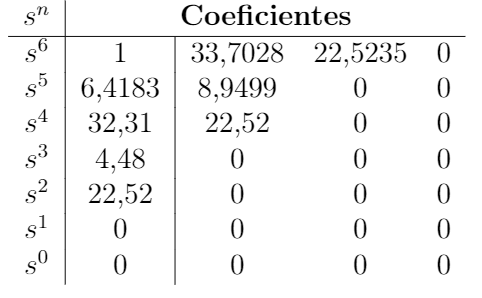 s^n Coeficientes
s^6 1 33,7028 22,5235 0
s^5 6,4183 8,9499 0 0
s^4 32,31 22,52 0 0
s^3 4,48 0 0 0
s^2 22,52 0 0 0
s^1 0 0 0 0
s^0 0 0 0 0